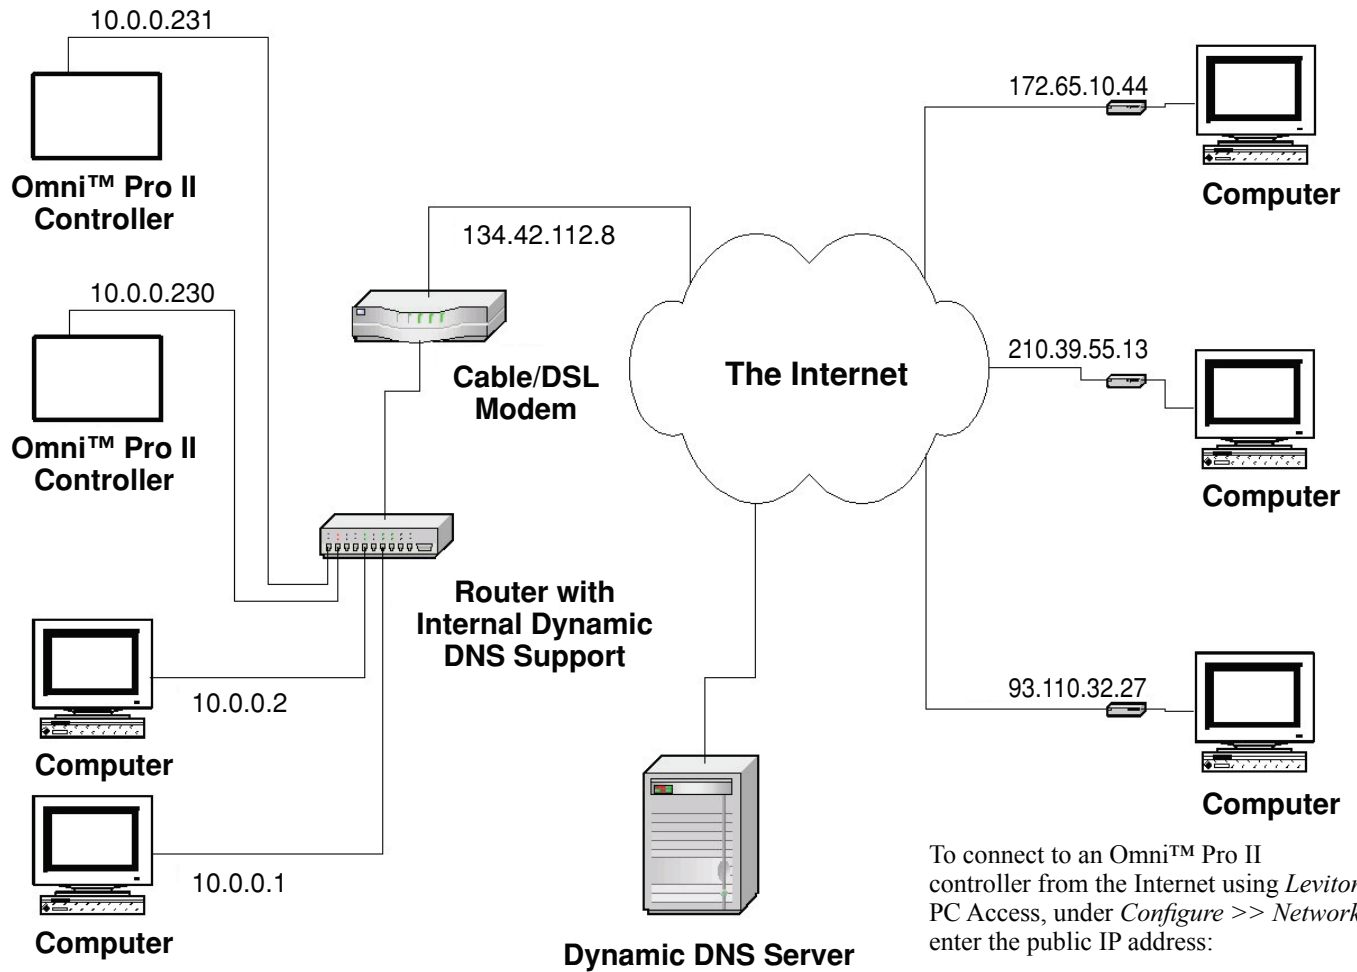 10.0.0.231
Omni™ Pro II
Controller
10.0.0.230
Omni™ Pro II
Controller
134.42.112.8
Cable/DSL
Modem
Router with
Internal Dynamic
DNS Support
10.0.0.2
Computer
10.0.0.1
Computer
The Internet
Dynamic DNS Server
172.65.10.44
Computer
210.39.55.13
Computer
93.110.32.27
Computer
To connect to an Omni™ Pro II
controller from the Internet using Leviton
PC Access, under Configure >> Network
enter the public IP address: